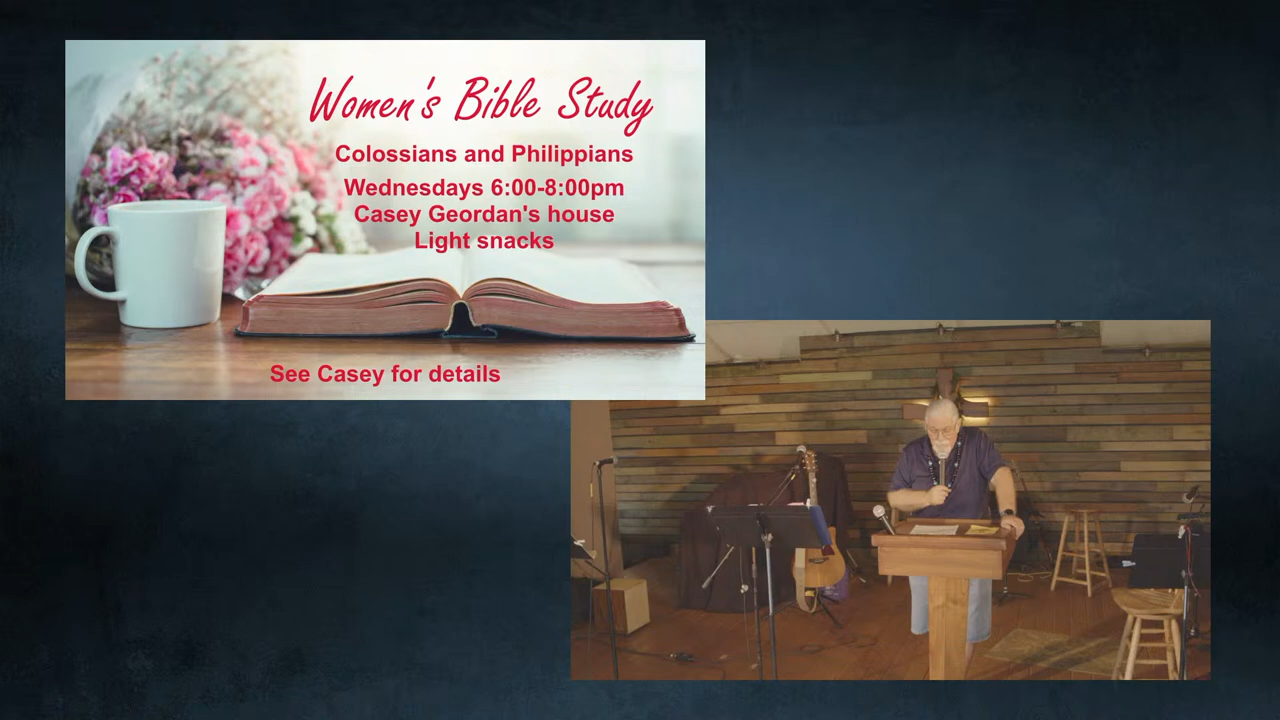 Women's Bible Study
Colossians and Philippians
Wednesdays 6:00-8:00pm
Casey Geordan's house
Light snacks
See Casey for details